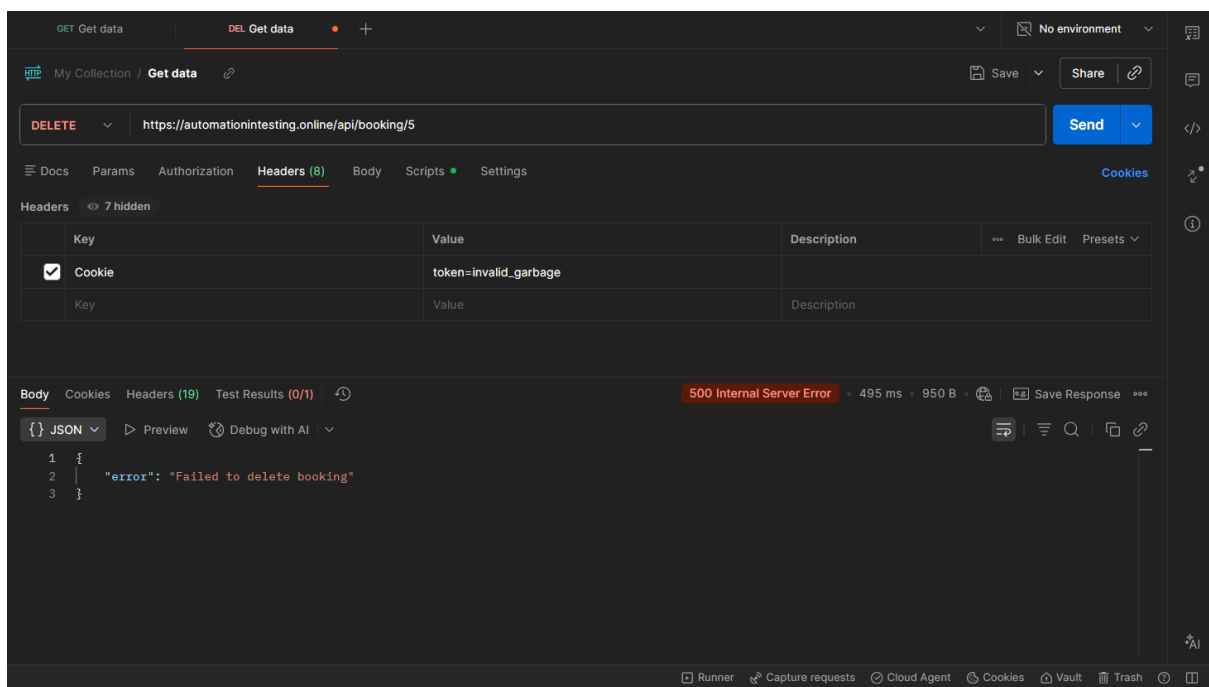 GET Get data DEL Get data No environment
HTTP My Collection / Get data Save Share
DELETE https://automationintesting.online/api/booking/5 Send
Docs Params Authorization Headers (8) Body Scripts Settings Cookies
Headers 7 hidden
Key Value Description Bulk Edit Presets
Cookie token=invalid_garbage
Key Value Description
Body Cookies Headers (19) Test Results (0/1) 500 Internal Server Error 495 ms 950 B e.g. Save Response
{} JSON Preview Debug with AI
1 {
2 "error": "Failed to delete booking"
3 }
AI
Runner Capture requests Cloud Agent Cookies Vault Trash